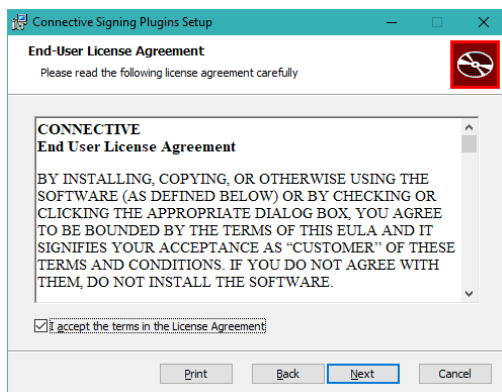 Connective Signing Plugins Setup
End-User License Agreement
Please read the following license agreement carefully
CONNECTIVE
End User License Agreement
BY INSTALLING, COPYING, OR OTHERWISE USING THE
SOFTWARE (AS DEFINED BELOW) OR BY CHECKING OR
CLICKING THE APPROPRIATE DIALOG BOX, YOU AGREE
TO BE BOUND BY THE TERMS OF THIS EULA AND IT
SIGNIFIES YOUR ACCEPTANCE AS “CUSTOMER” OF THESE
TERMS AND CONDITIONS. IF YOU DO NOT AGREE WITH
THEM, DO NOT INSTALL THE SOFTWARE.
I accept the terms in the License Agreement
Print Back Next Cancel